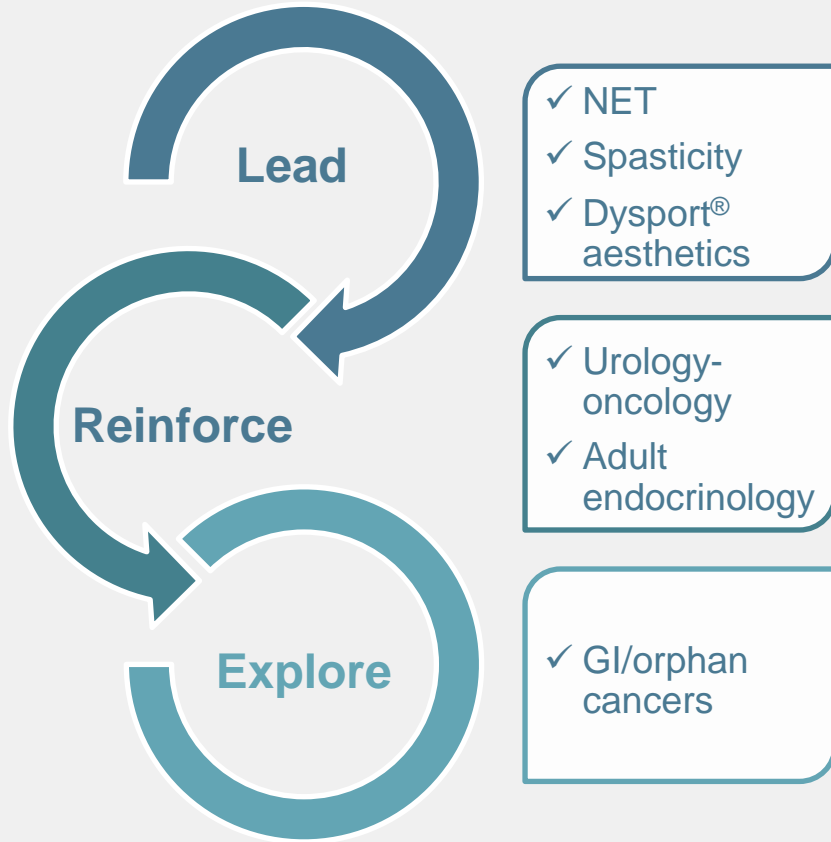 Lead
✓ NET
✓ Spasticity
✓ Dysport®
aesthetics
Reinforce
✓ Urology-
oncology
✓ Adult
endocrinology
Explore
✓ GI/orphan
cancers